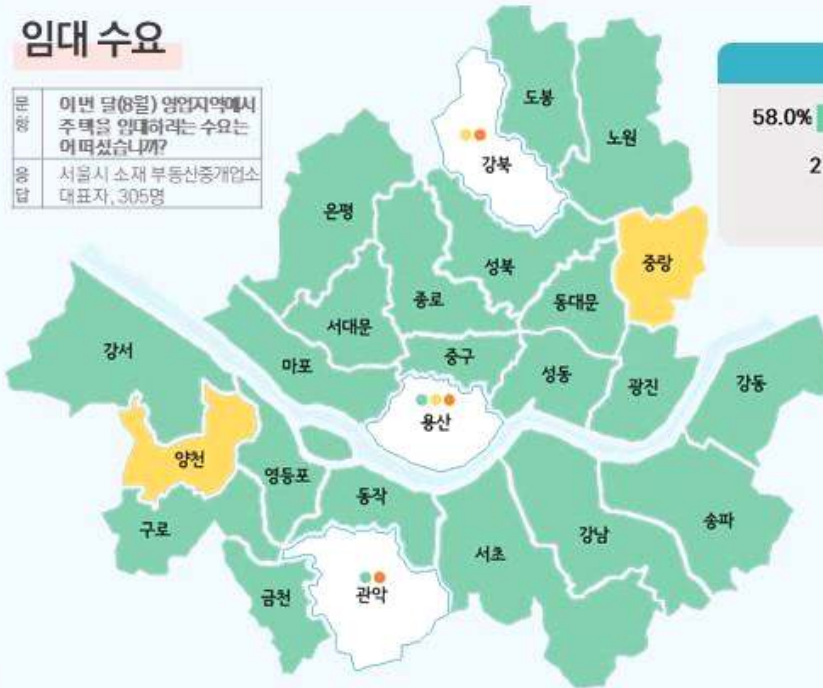 임대 수요
문항
이번 달(8월) 영업지역에서
주택을 임대하려는 수요는
어떠셨습니까?
응답
서울시 소재 부동산중개업소
대표자, 305명
58.0%
2
도봉
노원
강북
은평
성북
중랑
종로
동대문
서대문
강서
마포
중구
성동
광진
강동
용산
양천
영등포
동작
구로
서초
강남
송파
금천
관악